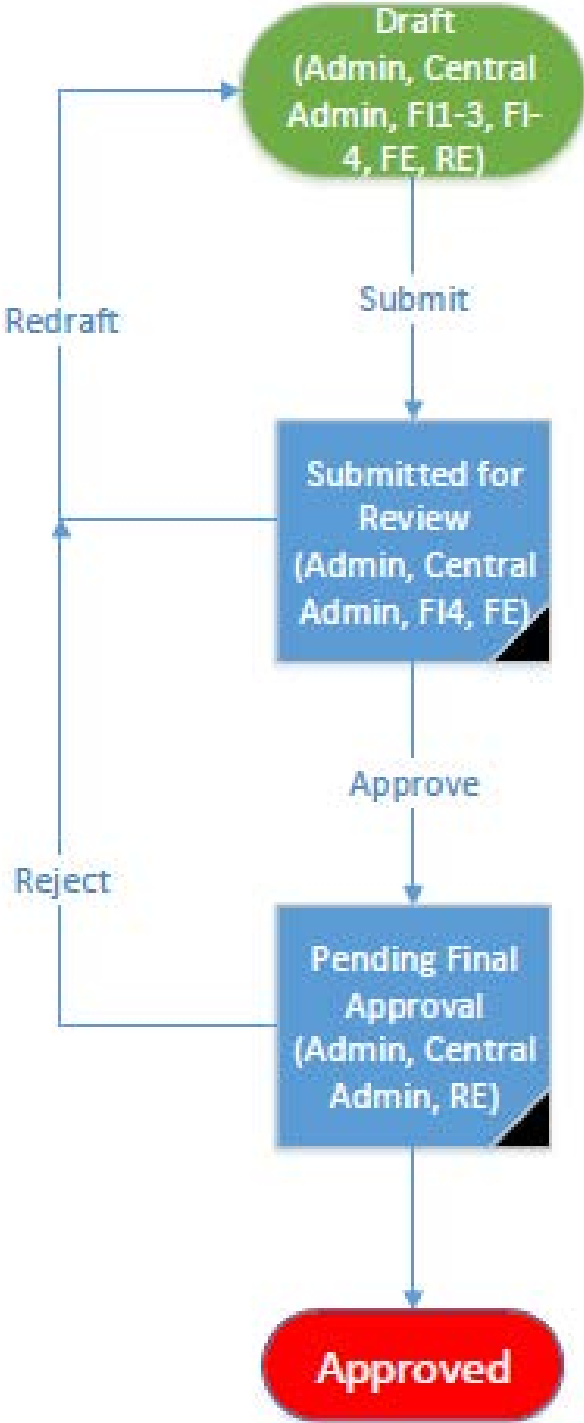 Draft
(Admin, Central
Admin, FI1-3, FI-
4, FE, RE)
Submit
Redraft
Submitted for
Review
(Admin, Central
Admin, FI4, FE)
Approve
Reject
Pending Final
Approval
(Admin, Central
Admin, RE)
Approved